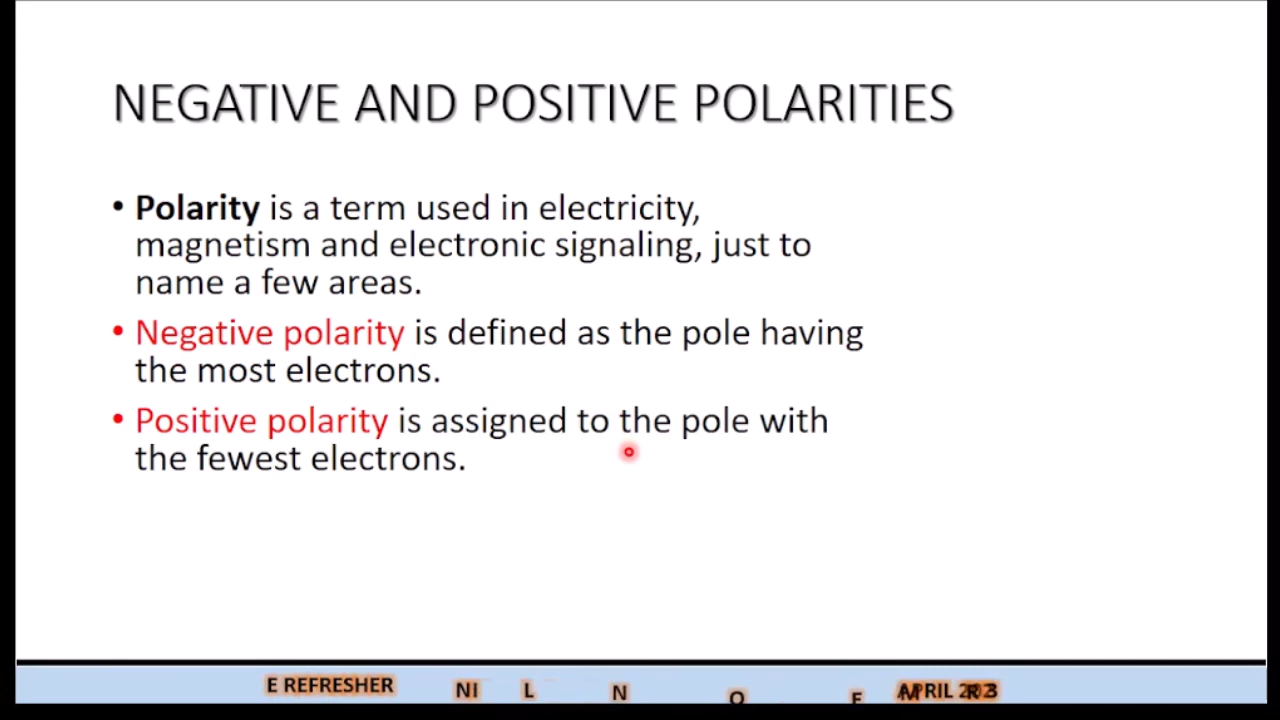 NEGATIVE AND POSITIVE POLARITIES
• Polarity is a term used in electricity,
magnetism and electronic signaling, just to
name a few areas.
• Negative polarity is defined as the pole having
the most electrons.
• Positive polarity is assigned to the pole with
the fewest electrons.
E REFRESHER NI L N O E APRIL